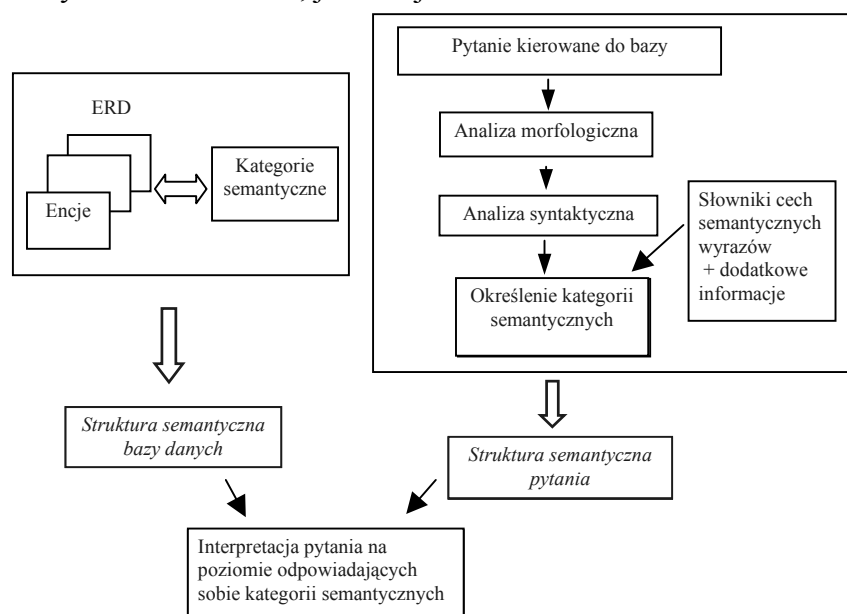 Pytanie kierowane do bazy
ERD
Encje
Kategorie
semantyczne
Analiza morfologiczna
Analiza syntaktyczna
Słowniki cech
semantycznych
wyrazów
+ dodatkowe
informacje
Określenie kategorii
semantycznych
Struktura semantyczna
bazy danych
Struktura semantyczna
pytania
Interpretacja pytania na
poziomie odpowiadających
sobie kategorii semantycznych